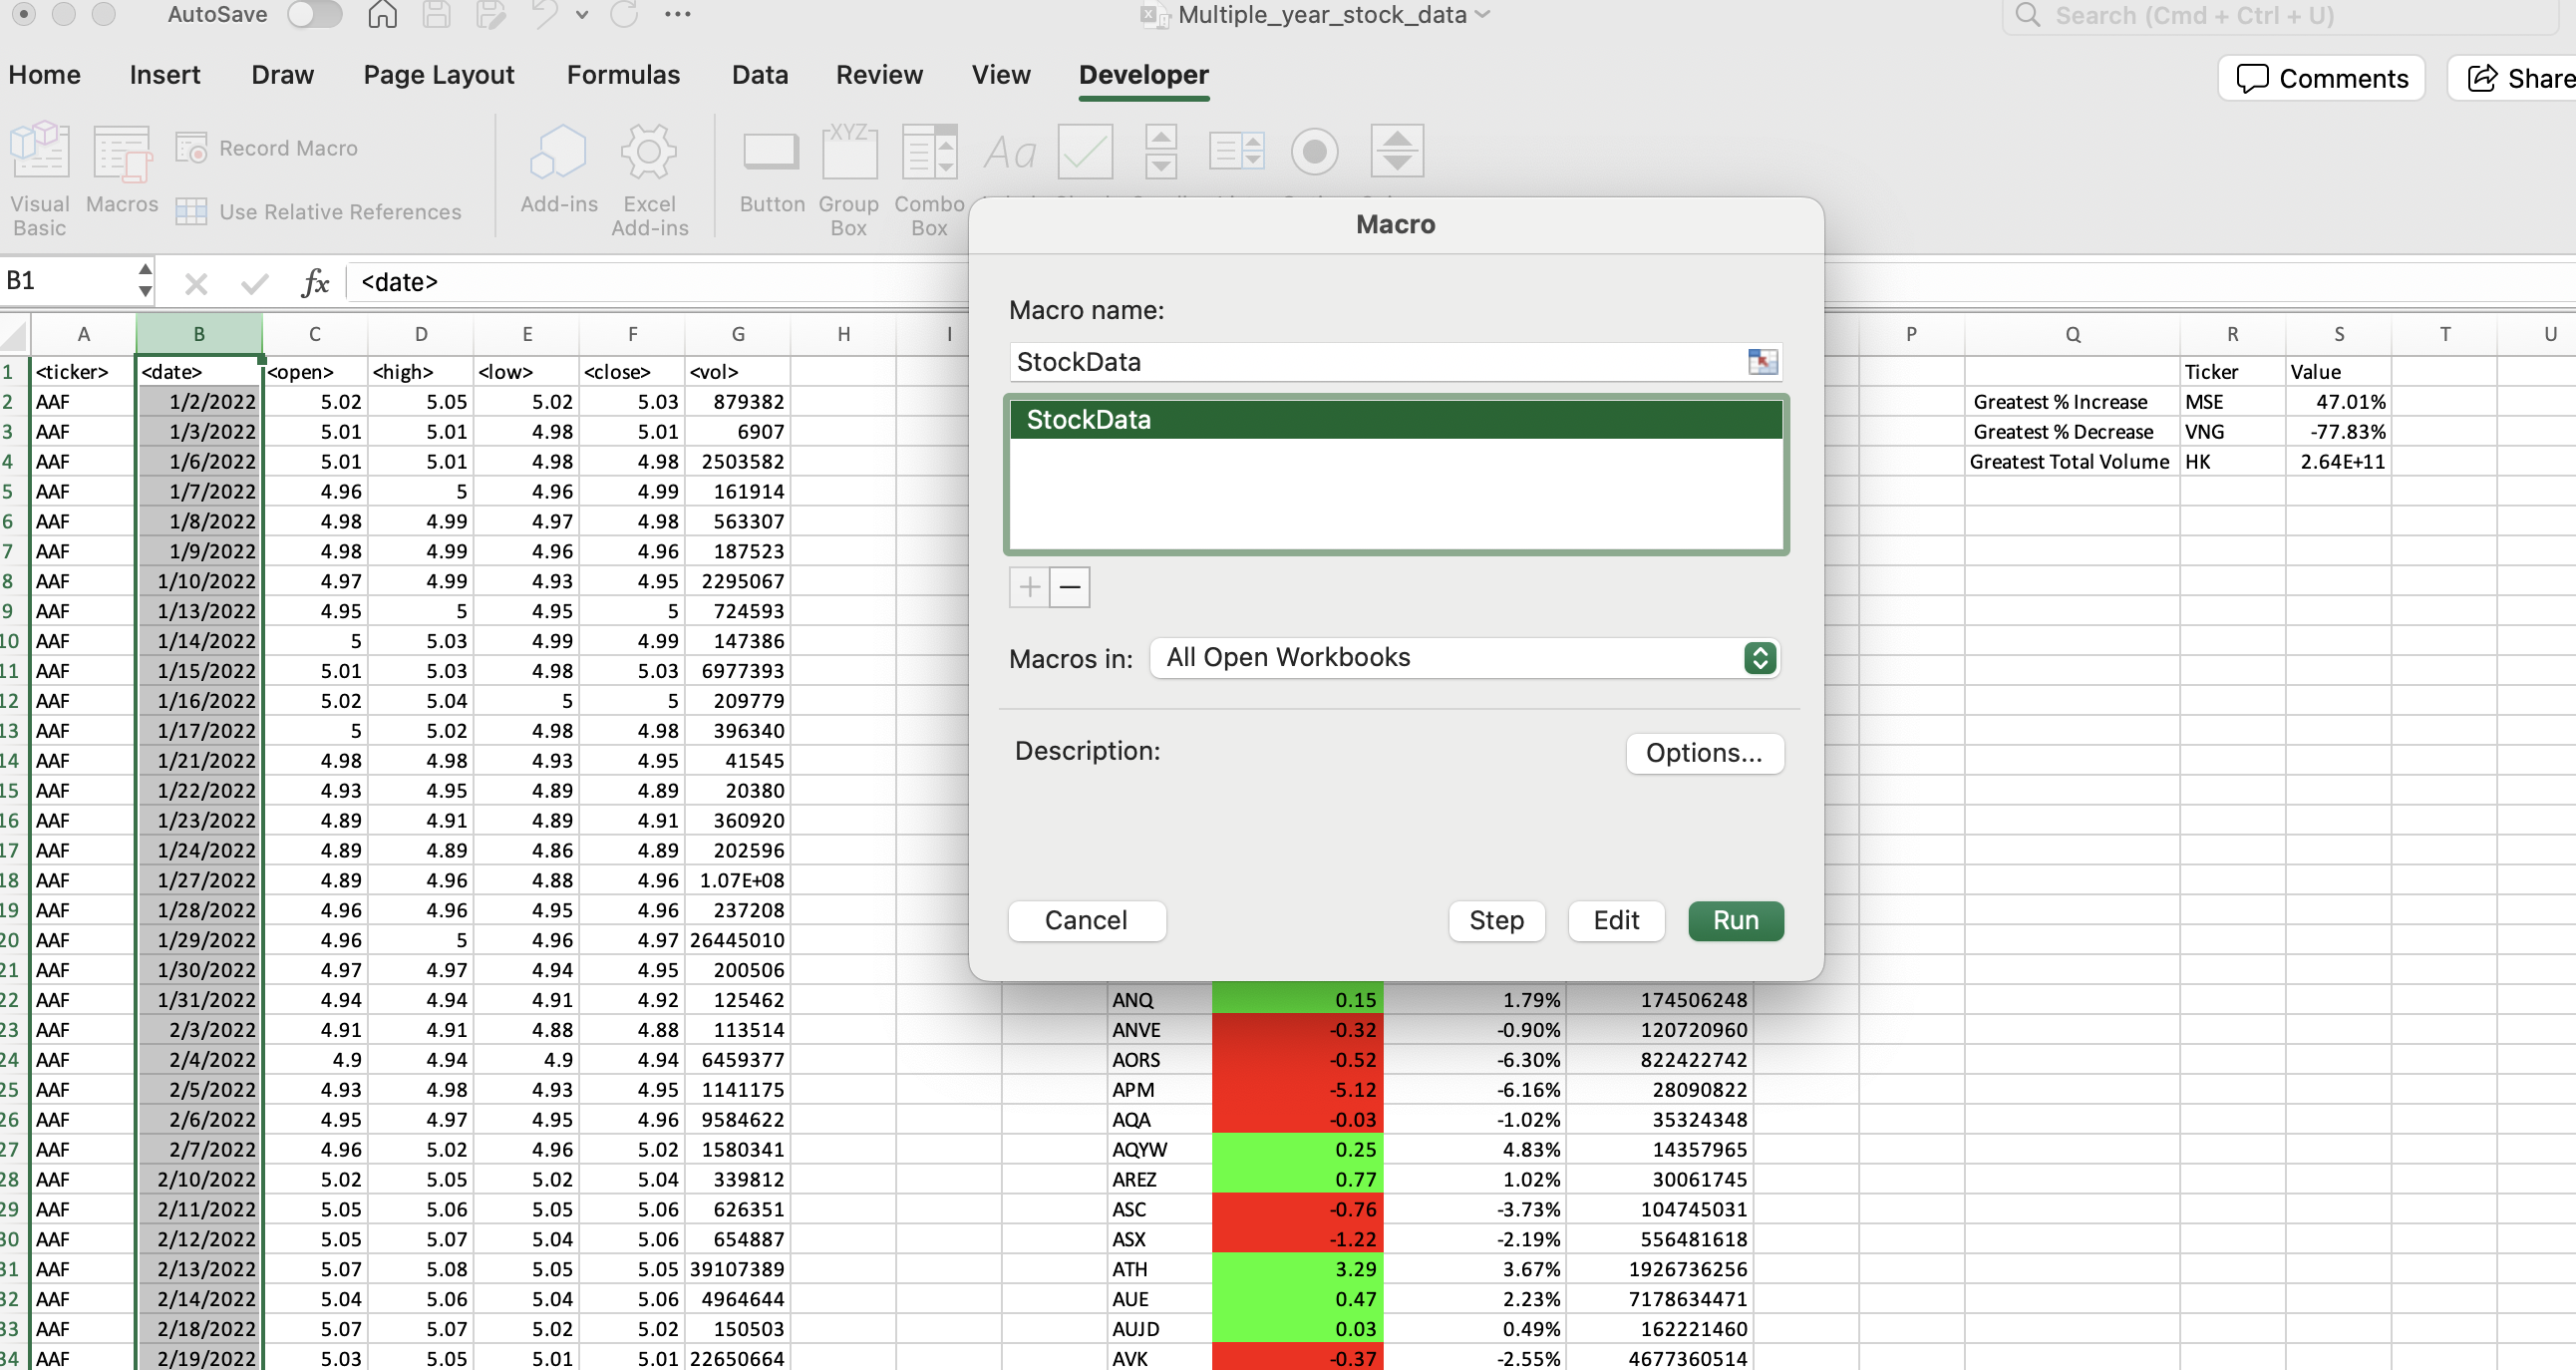 AutoSave Multiple_year_stock_data Search (Cmd + Ctrl + U)
Home Insert Draw Page Layout Formulas Data Review View Developer Comments Share
Record Macro
Use Relative References
Visual Basic Macros Add-ins Excel Add-ins Button XYZ Group Box Combo Box Aa
B1 fx <date>
A B C D E F G H I P Q R S T U
1 <ticker> <date> <open> <high> <low> <close> <vol> Ticker Value
2 AAF 1/2/2022 5.02 5.05 5.02 5.03 879382 Greatest % Increase MSE 47.01%
3 AAF 1/3/2022 5.01 5.01 4.98 5.01 6907 Greatest % Decrease VNG -77.83%
4 AAF 1/6/2022 5.01 5.01 4.98 4.98 2503582 Greatest Total Volume HK 2.64E+11
5 AAF 1/7/2022 4.96 5 4.96 4.99 161914
6 AAF 1/8/2022 4.98 4.99 4.97 4.98 563307
7 AAF 1/9/2022 4.98 4.99 4.96 4.96 187523
8 AAF 1/10/2022 4.97 4.99 4.93 4.95 2295067
9 AAF 1/13/2022 4.95 5 4.95 5 724593
10 AAF 1/14/2022 5 5.03 4.99 4.99 147386
11 AAF 1/15/2022 5.01 5.03 4.98 5.03 6977393
12 AAF 1/16/2022 5.02 5.04 5 5 209779
13 AAF 1/17/2022 5 5.02 4.98 4.98 396340
14 AAF 1/21/2022 4.98 4.98 4.93 4.95 41545
15 AAF 1/22/2022 4.93 4.95 4.89 4.89 20380
16 AAF 1/23/2022 4.89 4.91 4.89 4.91 360920
17 AAF 1/24/2022 4.89 4.89 4.86 4.89 202596
18 AAF 1/27/2022 4.89 4.96 4.88 4.96 1.07E+08
19 AAF 1/28/2022 4.96 4.96 4.95 4.96 237208
20 AAF 1/29/2022 4.96 5 4.96 4.97 26445010
21 AAF 1/30/2022 4.97 4.97 4.94 4.95 200506
22 AAF 1/31/2022 4.94 4.94 4.91 4.92 125462 ANQ 0.15 1.79% 174506248
23 AAF 2/3/2022 4.91 4.91 4.88 4.88 113514 ANVE -0.32 -0.90% 120720960
24 AAF 2/4/2022 4.9 4.94 4.9 4.94 6459377 AORS -0.52 -6.30% 822422742
25 AAF 2/5/2022 4.93 4.98 4.93 4.95 1141175 APM -5.12 -6.16% 28090822
26 AAF 2/6/2022 4.95 4.97 4.95 4.96 9584622 AQA -0.03 -1.02% 35324348
27 AAF 2/7/2022 4.96 5.02 4.96 5.02 1580341 AQYW 0.25 4.83% 14357965
28 AAF 2/10/2022 5.02 5.05 5.02 5.04 339812 AREZ 0.77 1.02% 30061745
29 AAF 2/11/2022 5.05 5.06 5.05 5.06 626351 ASC -0.76 -3.73% 104745031
30 AAF 2/12/2022 5.05 5.07 5.04 5.06 654887 ASX -1.22 -2.19% 556481618
31 AAF 2/13/2022 5.07 5.08 5.05 5.05 39107389 ATH 3.29 3.67% 1926736256
32 AAF 2/14/2022 5.04 5.06 5.04 5.06 4964644 AUE 0.47 2.23% 7178634471
33 AAF 2/18/2022 5.07 5.07 5.02 5.02 150503 AUJD 0.03 0.49% 162221460
34 AAF 2/19/2022 5.03 5.05 5.01 5.01 22650664 AVK -0.37 -2.55% 4677360514
Macro
Macro name:
StockData
StockData
Macros in: All Open Workbooks
Description: Options...
Cancel Step Edit Run